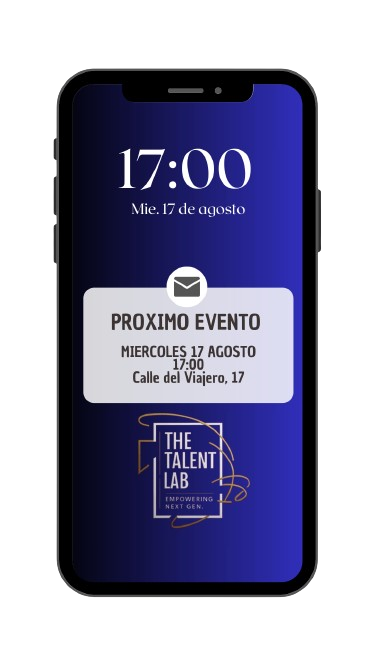 17:00
Mie. 17 de agosto
PROXIMO EVENTO
MIERCOLES 17 AGOSTO
17:00
Calle del Viajero, 17
THE
TALENT
LAB
EMPOWERING
NEXT GEN.